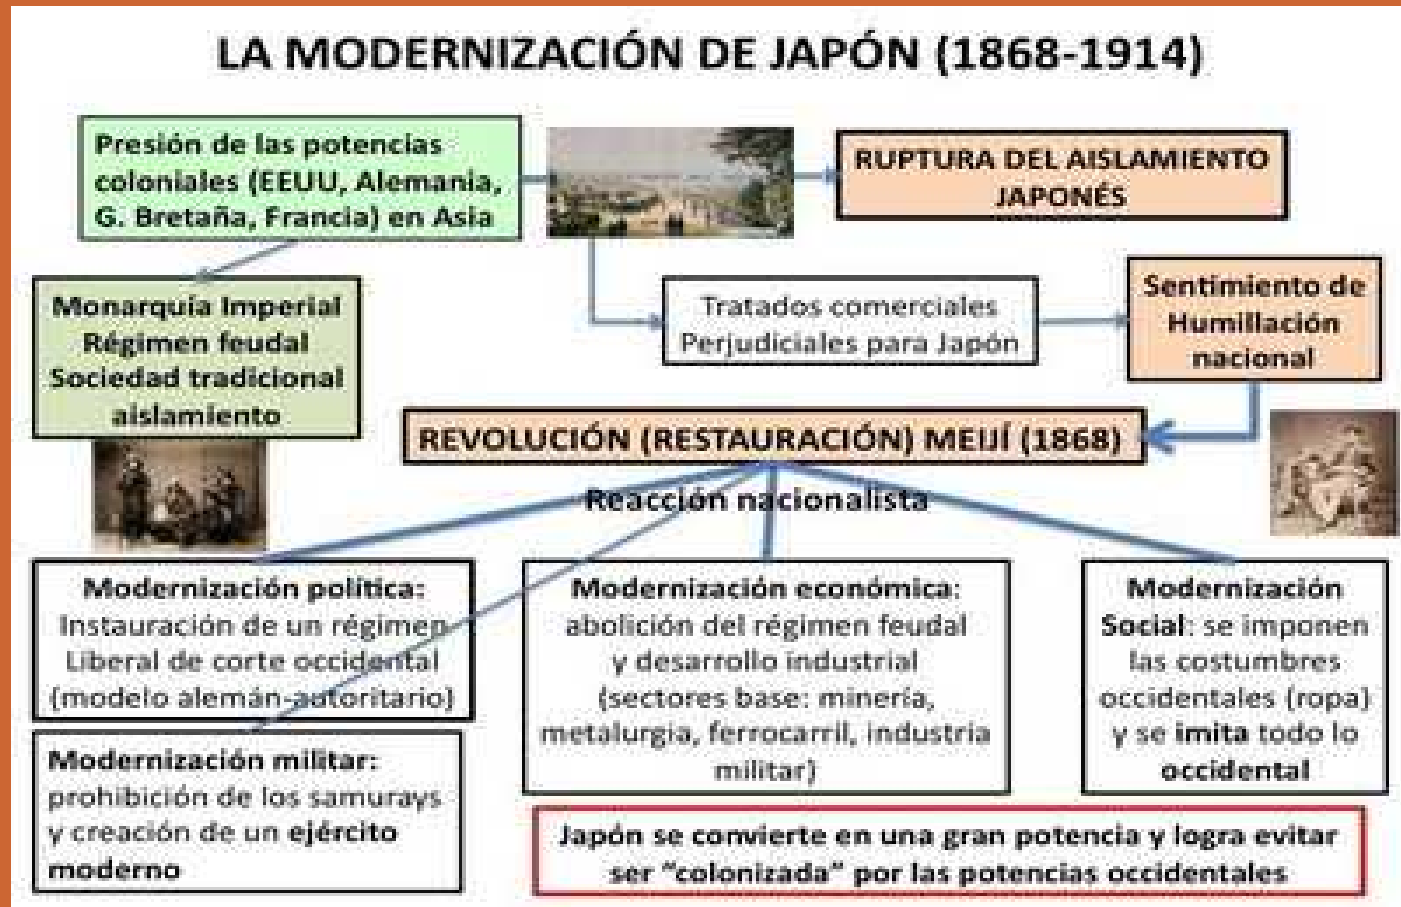 LA MODERNIZACIÓN DE JAPÓN (1868-1914)
Presión de las potencias
coloniales (EEUU, Alemania,
G. Bretaña, Francia) en Asia
RUPTURA DEL AISLAMIENTO
JAPONÉS
Monarquía Imperial
Régimen feudal
Sociedad tradicional
aislamiento
Tratados comerciales
Perjudiciales para Japón
Sentimiento de
Humillación
nacional
REVOLUCIÓN (RESTAURACIÓN) MEIJÍ (1868)
Reacción nacionalista
Modernización política:
Instauración de un régimen
Liberal de corte occidental
(modelo alemán-autoritario)
Modernización militar:
prohibición de los samurays
y creación de un ejército
moderno
Modernización económica:
abolición del régimen feudal
y desarrollo industrial
(sectores base: minería,
metalurgia, ferrocarril, industria
militar)
Modernización
Social: se imponen
las costumbres
occidentales (ropa)
y se imita todo lo
occidental
Japón se convierte en una gran potencia y logra evitar
ser “colonizada” por las potencias occidentales